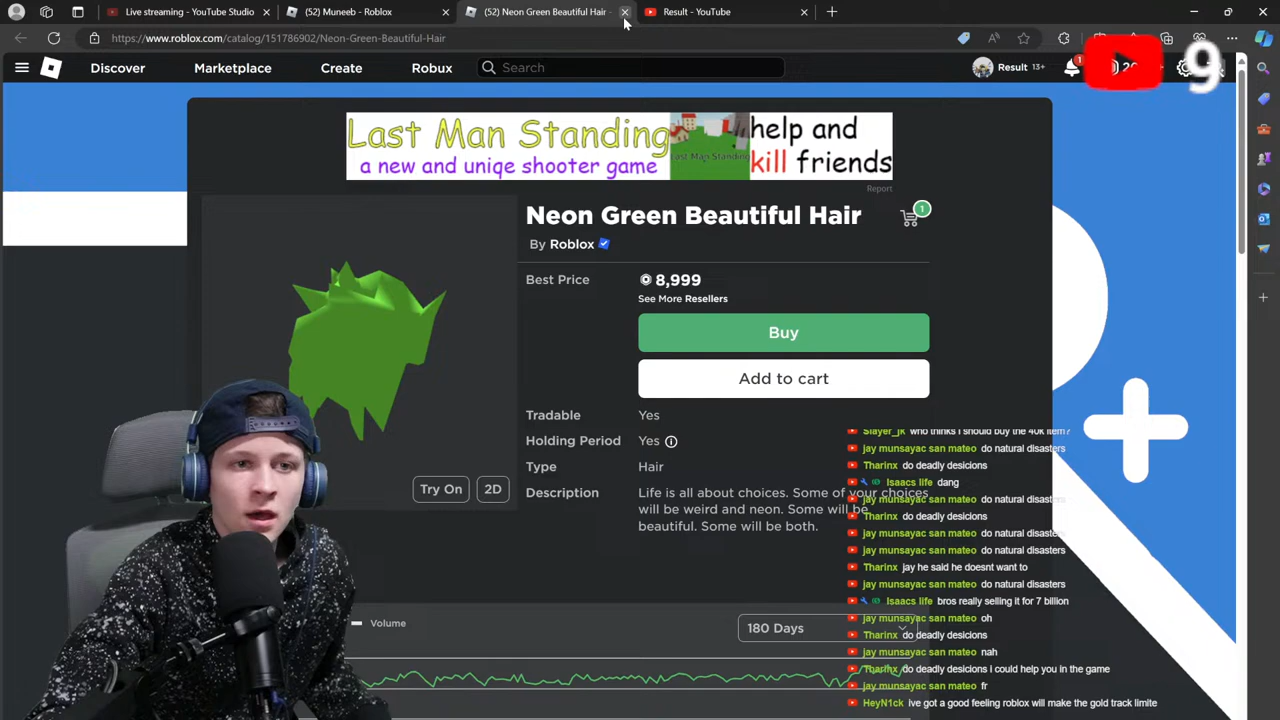 Live streaming - YouTube Studio
(52) Muneeb - Roblox
(52) Neon Green Beautiful Hair -
Result - YouTube
https://www.roblox.com/catalog/151786902/Neon-Green-Beautiful-Hair
Discover
Marketplace
Create
Roblox
Search
Result 13+
1
9
Last Man Standing
a new and uniqe shooter game
Last Man Standing
help and
kill friends
Report
Neon Green Beautiful Hair
1
By Roblox
Best Price
8,999
See More Resellers
Buy
Add to cart
Tradable
Yes
Holding Period
Yes
Type
Hair
Description
Life is all about choices. Some of your choices
will be weird and neon. Some will be
beautiful. Some will be both.
Try On
2D
Volume
180 Days
Slayer_jk who thinks i should buy the 40k item?
jay munsayac san mateo do natural disasters
Tharinx do deadly desicions
Isaacs life dang
jay munsayac san mateo do natural disasters
Tharinx do deadly desicions
jay munsayac san mateo do natural disasters
jay munsayac san mateo do natural disasters
Tharinx jay he said he doesnt want to
jay munsayac san mateo do natural disasters
Isaacs life bros really selling it for 7 billion
jay munsayac san mateo oh
Tharinx do deadly desicions
jay munsayac san mateo nah
Tharinx do deadly desicions i could help you in the game
jay munsayac san mateo fr
HeyN1ck ive got a good feeling roblox will make the gold track limite